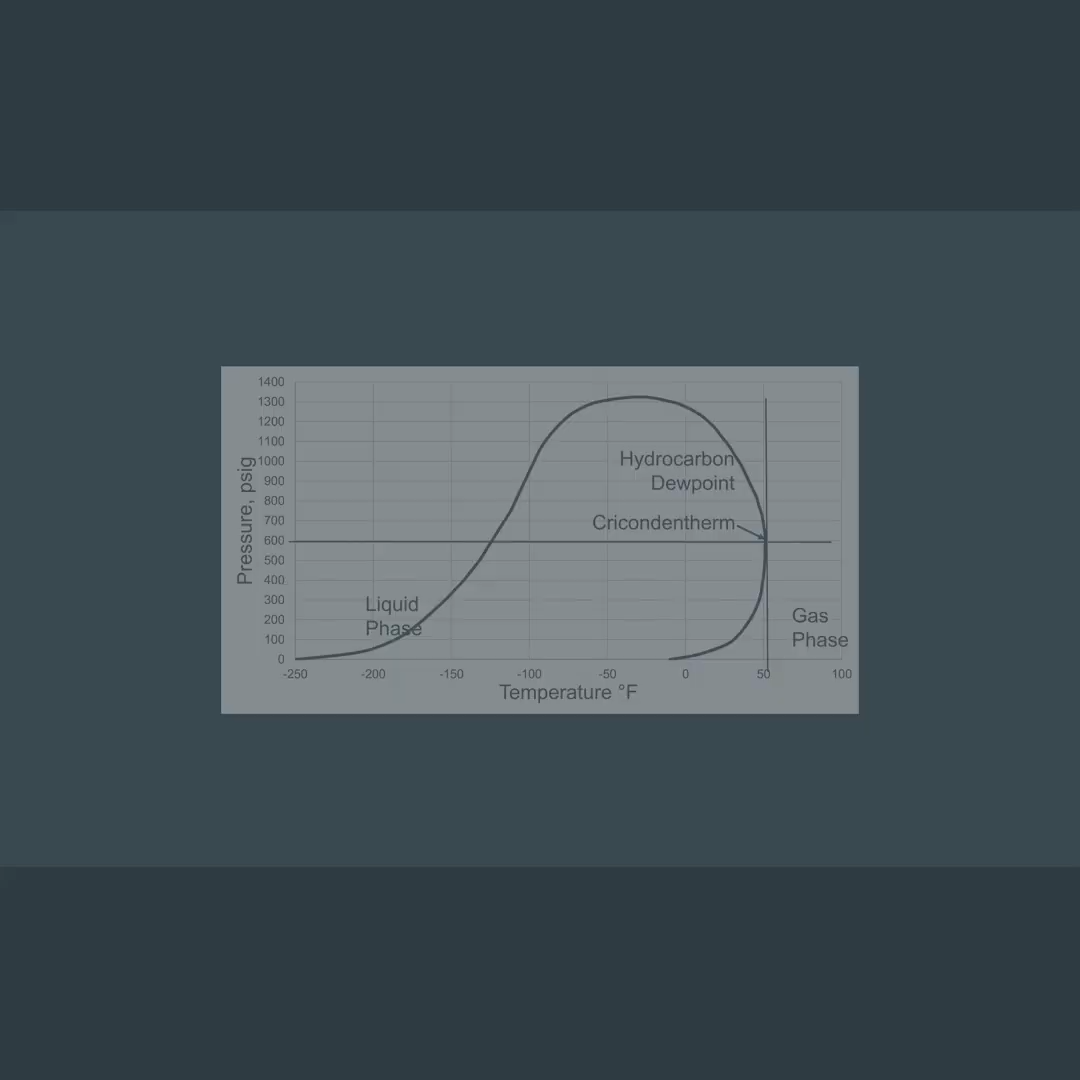 1400
1300
1200
1100
1000
900
800
700
600
500
400
300
200
100
0
Pressure, psig
Hydrocarbon
Dewpoint
Cricondentherm
Liquid
Phase
Gas
Phase
-250 -200 -150 -100 -50 0 50 100
Temperature °F